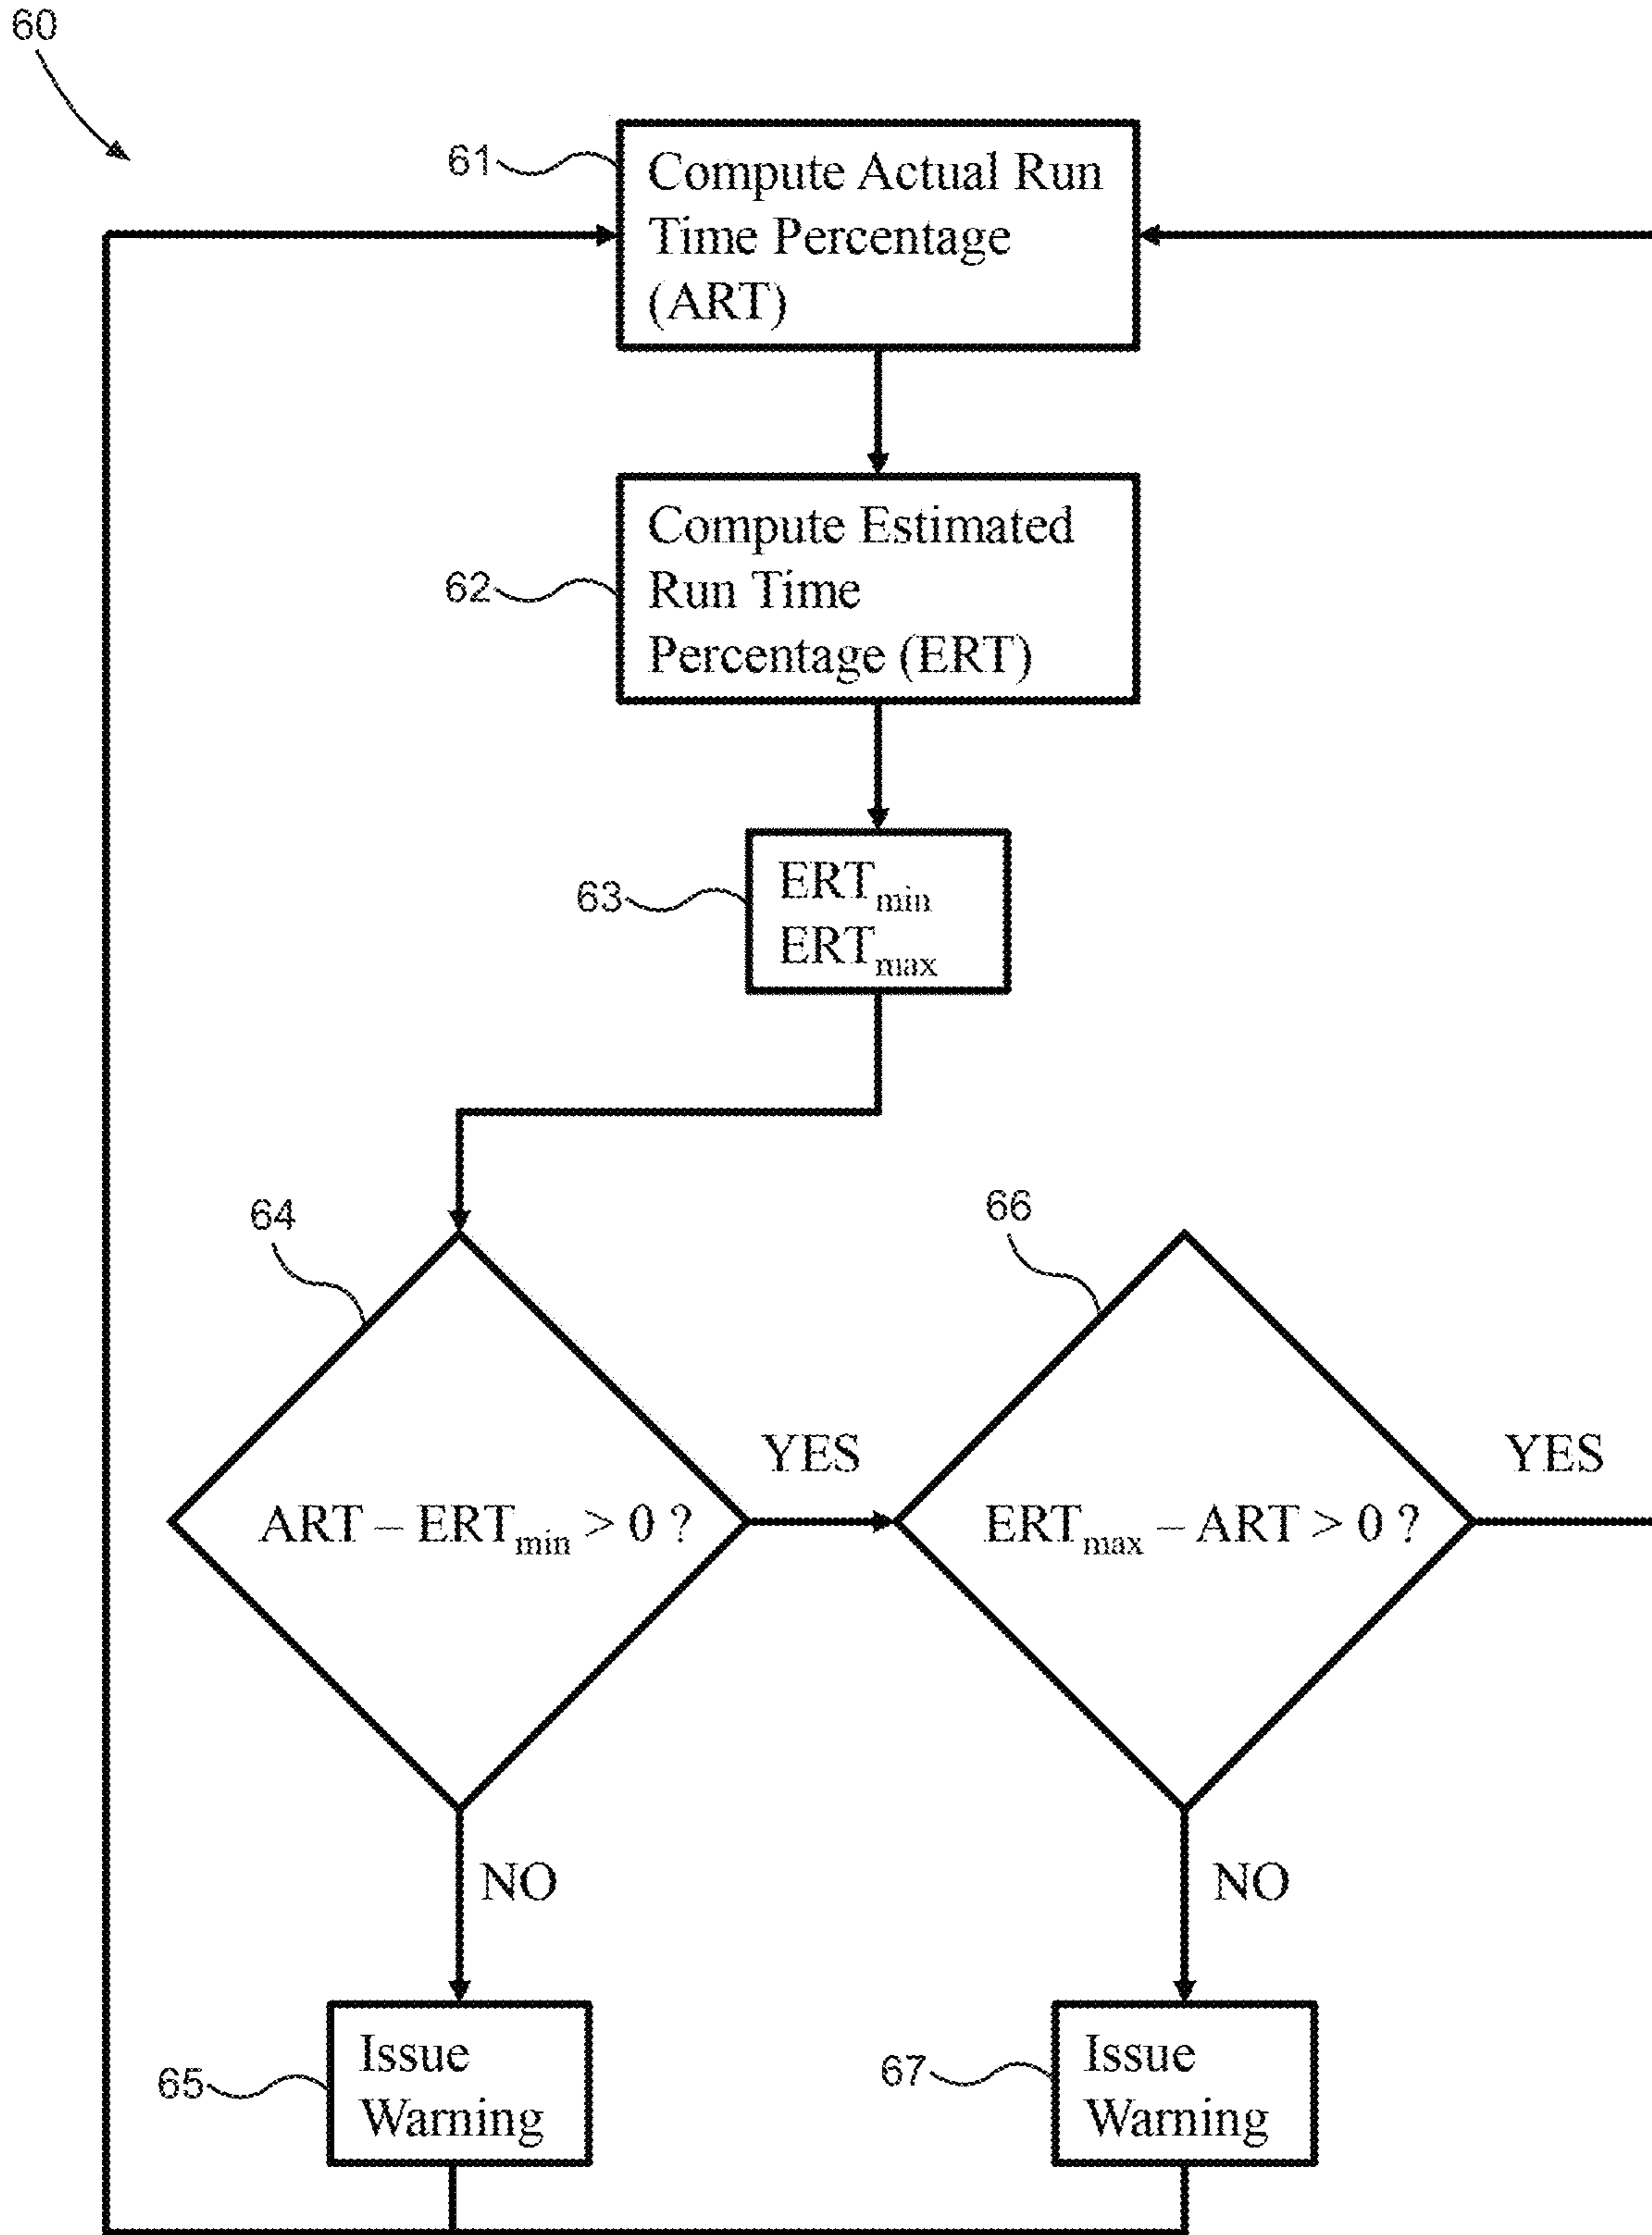 60
61
Compute Actual Run
Time Percentage
(ART)
62
Compute Estimated
Run Time
Percentage (ERT)
63
ERTmin
ERTmax
64
66
YES
YES
ART – ERTmin > 0 ?
ERTmax – ART > 0 ?
NO
NO
65
Issue
Warning
67
Issue
Warning